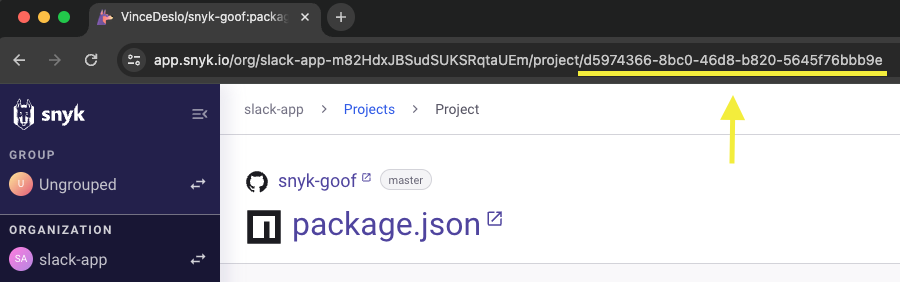 VinceDeslo/snyk-goof:packag
app.snyk.io/org/slack-app-m82HdxJBSudSUKSRqtaUEm/project/d5974366-8bc0-46d8-b820-5645f76bbb9e
snyk
slack-app > Projects > Project
GROUP
U Ungrouped
snyk-goof master
package.json
ORGANIZATION
SA slack-app